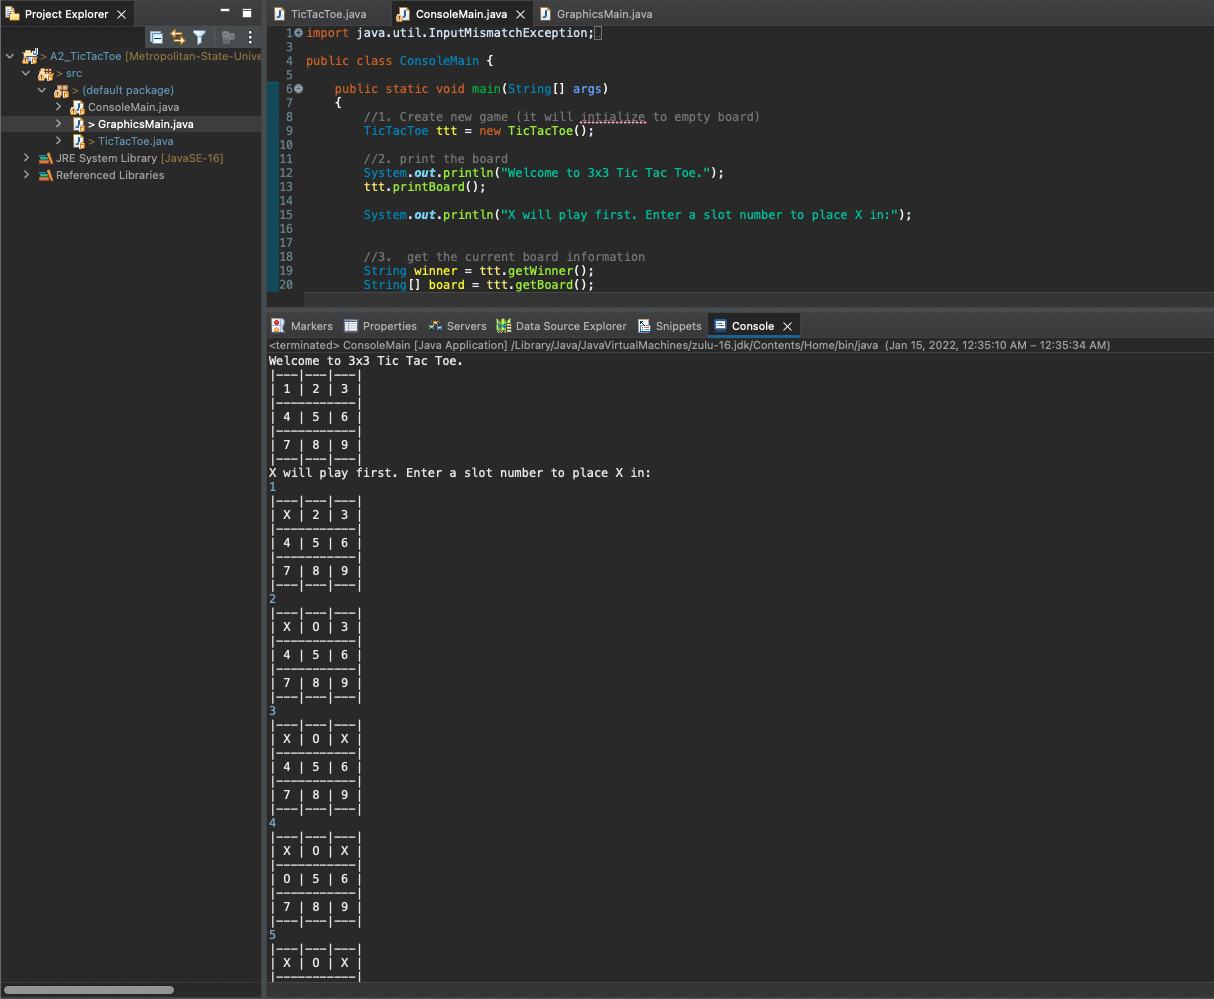 Project Explorer
A2_TicTacToe [Metropolitan-State-Unive
> src
> (default package)
ConsoleMain.java
> GraphicsMain.java
> TicTacToe.java
JRE System Library [JavaSE-16]
Referenced Libraries
TicTacToe.java ConsoleMain.java GraphicsMain.java
1 import java.util.InputMismatchException;
3
4 public class ConsoleMain {
5
6 public static void main(String[] args)
7 {
8 //1. Create new game (it will intialize to empty board)
9 TicTacToe ttt = new TicTacToe();
10
11 //2. print the board
12 System.out.println("Welcome to 3x3 Tic Tac Toe.");
13 ttt.printBoard();
14
15 System.out.println("X will play first. Enter a slot number to place X in:");
16
17
18 //3.  get the current board information
19 String winner = ttt.getWinner();
20 String[] board = ttt.getBoard();
Markers Properties Servers Data Source Explorer Snippets Console
<terminated> ConsoleMain [Java Application] /Library/Java/JavaVirtualMachines/zulu-16.jdk/Contents/Home/bin/java (Jan 15, 2022, 12:35:10 AM – 12:35:34 AM)
Welcome to 3x3 Tic Tac Toe.
|---|---|---|
| 1 | 2 | 3 |
|-----------|
| 4 | 5 | 6 |
|-----------|
| 7 | 8 | 9 |
|---|---|---|
X will play first. Enter a slot number to place X in:
1
|---|---|---|
| X | 2 | 3 |
|-----------|
| 4 | 5 | 6 |
|-----------|
| 7 | 8 | 9 |
|---|---|---|
2
|---|---|---|
| X | O | 3 |
|-----------|
| 4 | 5 | 6 |
|-----------|
| 7 | 8 | 9 |
|---|---|---|
3
|---|---|---|
| X | O | X |
|-----------|
| 4 | 5 | 6 |
|-----------|
| 7 | 8 | 9 |
|---|---|---|
4
|---|---|---|
| X | O | X |
|-----------|
| O | 5 | 6 |
|-----------|
| 7 | 8 | 9 |
|---|---|---|
5
|---|---|---|
| X | O | X |
|-----------|